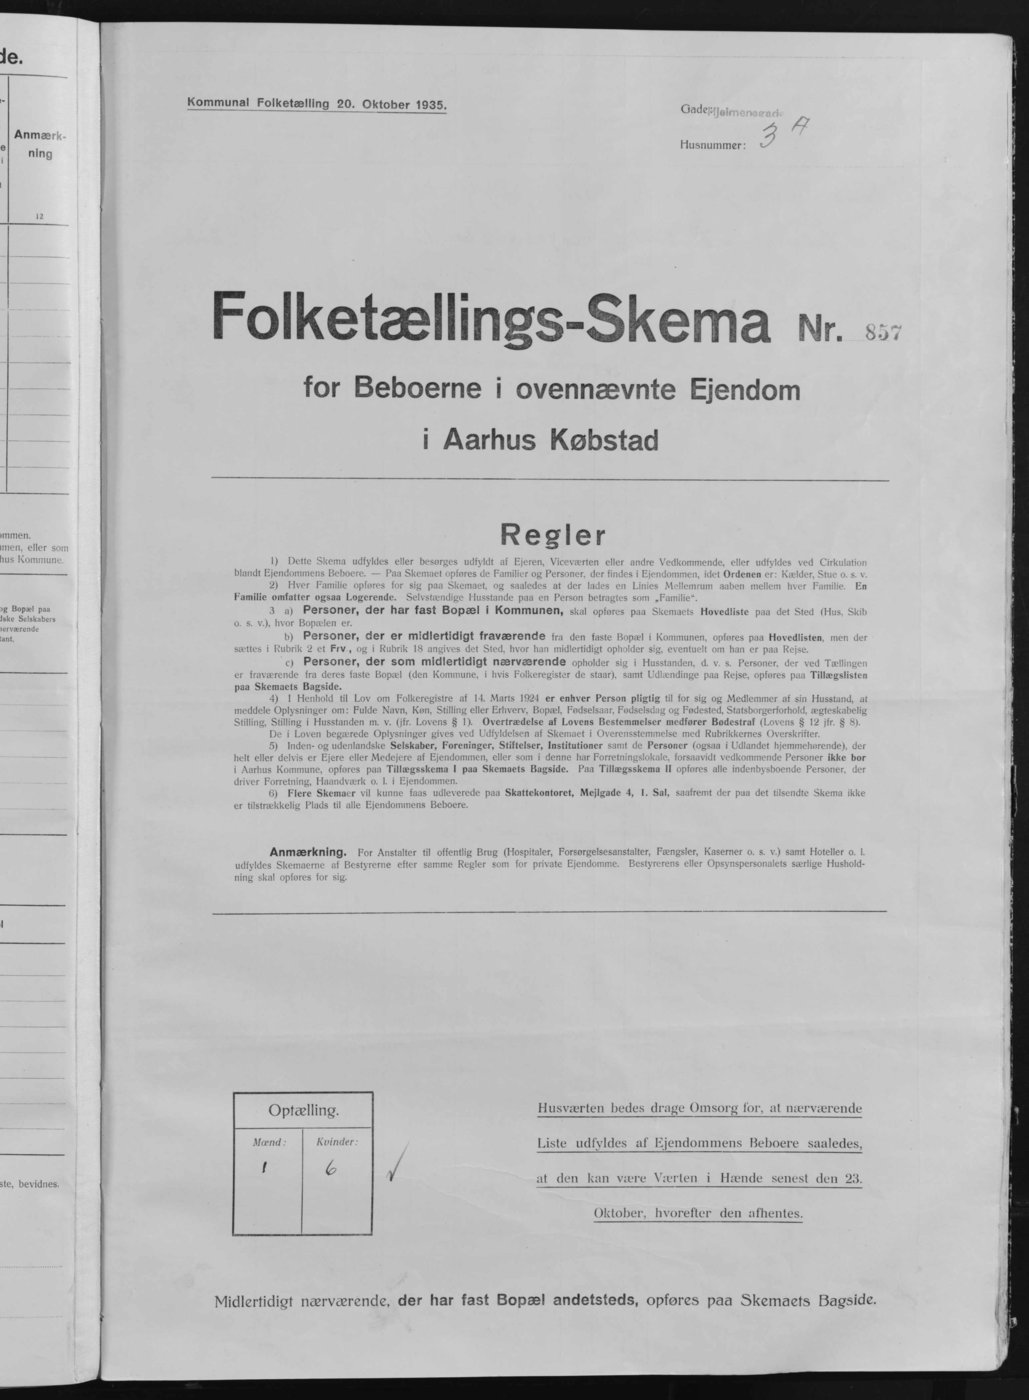 de.
Anmærk-
ning
12
ommen.
mmen, eller som
hus Kommune.
og Bopæl paa
dske Selskabers
nærværende
lant.
ste, bevidnes.
Kommunal Folketælling 20. Oktober 1935.
Gade: Hjelmensgade
Husnummer: 3 A
Folketællings-Skema Nr. 857
for Beboerne i ovennævnte Ejendom
i Aarhus Købstad
Regler
1) Dette Skema udfyldes eller besørges udfyldt af Ejeren, Viceværten eller andre Vedkommende, eller udfyldes ved Cirkulation
blandt Ejendommens Beboere. — Paa Skemaet opføres de Familier og Personer, der findes i Ejendommen, idet Ordenen er: Kælder, Stue o. s. v.
2) Hver Familie opføres for sig paa Skemaet, og saaledes at der lades en Linies Mellemrum aaben mellem hver Familie. En
Familie omfatter ogsaa Logerende. Selvstændige Husstande paa en Person betragtes som „Familie“.
3 a) Personer, der har fast Bopæl i Kommunen, skal opføres paa Skemaets Hovedliste paa det Sted (Hus, Skib
o. s. v.), hvor Bopælen er.
b) Personer, der er midlertidigt fraværende fra den faste Bopæl i Kommunen, opføres paa Hovedlisten, men der
sættes i Rubrik 2 et Frv., og i Rubrik 18 angives det Sted, hvor han midlertidigt opholder sig, eventuelt om han er paa Rejse.
c) Personer, der som midlertidigt nærværende opholder sig i Husstanden, d. v. s. Personer, der ved Tællingen
er fraværende fra deres faste Bopæl (den Kommune, i hvis Folkeregister de staar), samt Udlændinge paa Rejse, opføres paa Tillægslisten
paa Skemaets Bagside.
4) I Henhold til Lov om Folkeregistre af 14. Marts 1924 er enhver Person pligtig til for sig og Medlemmer af sin Husstand, at
meddele Oplysninger om: Fulde Navn, Køn, Stilling eller Erhverv, Bopæl, Fødselsaar, Fødselsdag og Fødested, Statsborgerforhold, ægteskabelig
Stilling, Stilling i Husstanden m. v. (jfr. Lovens § 1). Overtrædelse af Lovens Bestemmelser medfører Bødestraf (Lovens § 12 jfr. § 8).
De i Loven begærede Oplysninger gives ved Udfyldelsen af Skemaet i Overensstemmelse med Rubrikkernes Overskrifter.
5) Inden- og udenlandske Selskaber, Foreninger, Stiftelser, Institutioner samt de Personer (ogsaa i Udlandet hjemmehørende), der
helt eller delvis er Ejere eller Medejere af Ejendommen, eller som i denne har Forretningslokale, forsaavidt vedkommende Personer ikke bor
i Aarhus Kommune, opføres paa Tillægsskema I paa Skemaets Bagside. Paa Tillægsskema II opføres alle indenbysboende Personer, der
driver Forretning, Haandværk o. l. i Ejendommen.
6) Flere Skemaer vil kunne faas udleverede paa Skattekontoret, Mejlgade 4, 1. Sal, saafremt der paa det tilsendte Skema ikke
er tilstrækkelig Plads til alle Ejendommens Beboere.
Anmærkning. For Anstalter til offentlig Brug (Hospitaler, Forsørgelsesanstalter, Fængsler, Kaserner o. s. v.) samt Hoteller o. l.
udfyldes Skemaerne af Bestyrerne efter samme Regler som for private Ejendomme. Bestyrerens eller Opsynspersonalets særlige Hushold-
ning skal opføres for sig.
Optælling.
Mænd: Kvinder:
1 6
Husværten bedes drage Omsorg for, at nærværende
Liste udfyldes af Ejendommens Beboere saaledes,
at den kan være Værten i Hænde senest den 23.
Oktober, hvorefter den afhentes.
Midlertidigt nærværende, der har fast Bopæl andetsteds, opføres paa Skemaets Bagside.